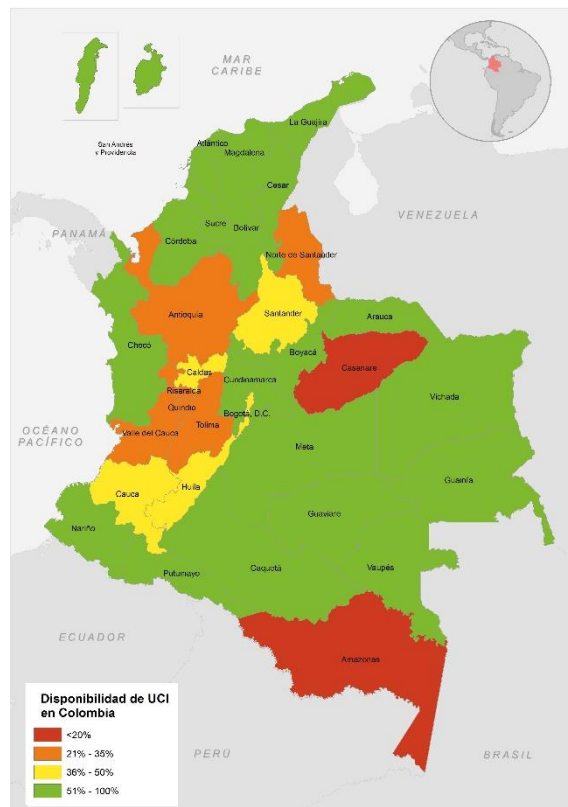 MAR
CARIBE
La Guajira
San Andrés
y Providencia
Atlántico
Magdalena
Cesar
VENEZUELA
PANAMÁ
Sucre
Bolívar
Córdoba
Norte de Santander
Antioquia
Santander
Arauca
Chocó
Boyacá
Caldas
Casanare
Cundinamarca
Risaralda
Vichada
Quindío
Bogotá, D.C.
OCÉANO
PACÍFICO
Valle del Cauca
Tolima
Meta
Cauca
Huila
Guainía
Guaviare
Nariño
Putumayo
Caquetá
Vaupés
ECUADOR
Amazonas
Disponibilidad de UCI
en Colombia
<20%
21% - 35%
36% - 50%
51% - 100%
PERÚ
BRASIL